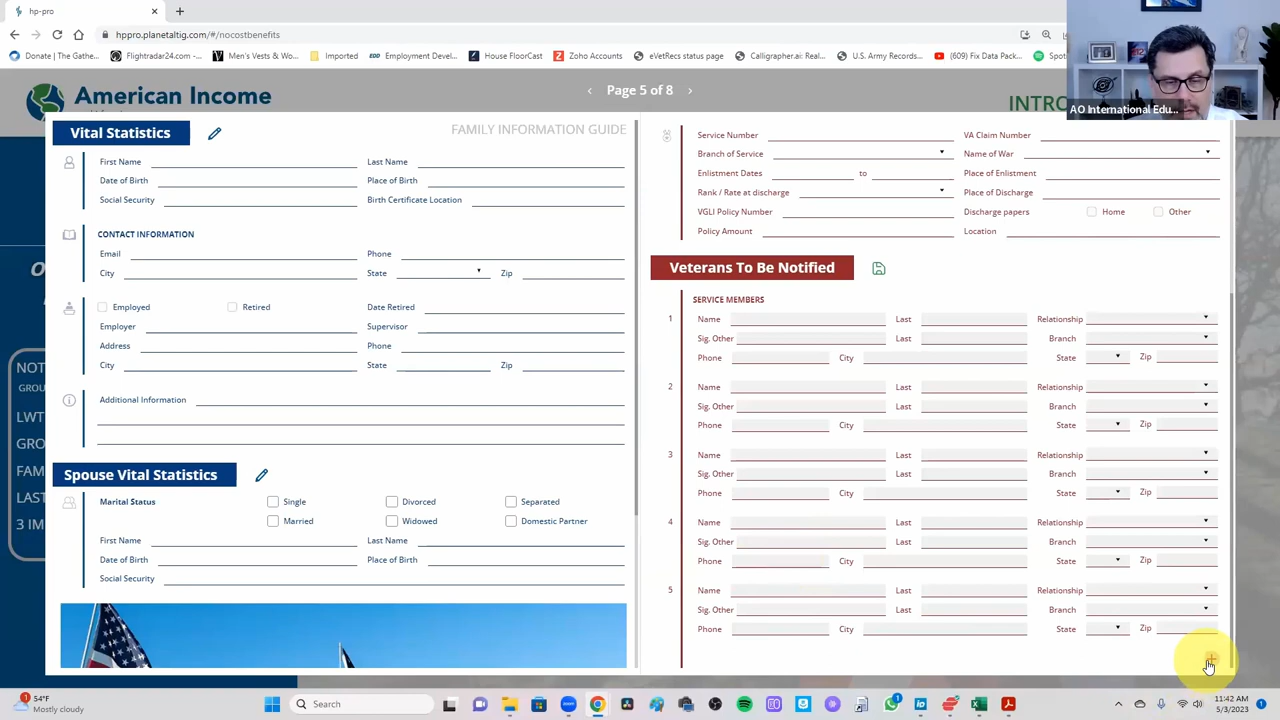 hp-pro
hppro.planetaltig.com/#/nocostbenefits
Donate | The Gathe...
Flightradar24.com -...
Men's Vests & Wo...
Imported
EDD
Employment Devel...
House FloorCast
Zoho Accounts
eVetRecs status page
Calligrapher.ai: Real...
U.S. Army Records...
(609) Fix Data Pack...
Spot
AO International Edu...
American Income
Page 5 of 8
INTRO
Vital Statistics
FAMILY INFORMATION GUIDE
First Name
Last Name
Date of Birth
Place of Birth
Social Security
Birth Certificate Location
CONTACT INFORMATION
Email
Phone
City
State
Zip
Employed
Retired
Date Retired
Employer
Supervisor
Address
Phone
City
State
Zip
Additional Information
Spouse Vital Statistics
Marital Status
Single
Divorced
Separated
Married
Widowed
Domestic Partner
First Name
Last Name
Date of Birth
Place of Birth
Social Security
Service Number
VA Claim Number
Branch of Service
Name of War
Enlistment Dates
to
Place of Enlistment
Rank / Rate at discharge
Place of Discharge
VGLI Policy Number
Discharge papers
Home
Other
Policy Amount
Location
Veterans To Be Notified
SERVICE MEMBERS
1
Name
Last
Relationship
Sig. Other
Last
Branch
Phone
City
State
Zip
2
Name
Last
Relationship
Sig. Other
Last
Branch
Phone
City
State
Zip
3
Name
Last
Relationship
Sig. Other
Last
Branch
Phone
City
State
Zip
4
Name
Last
Relationship
Sig. Other
Last
Branch
Phone
City
State
Zip
5
Name
Last
Relationship
Sig. Other
Last
Branch
Phone
City
State
Zip
O
NOT
GROU
LWT
GRO
FAM
LAST
3 IM
1
54°F
Mostly cloudy
Search
1
11:42 AM
5/3/2023